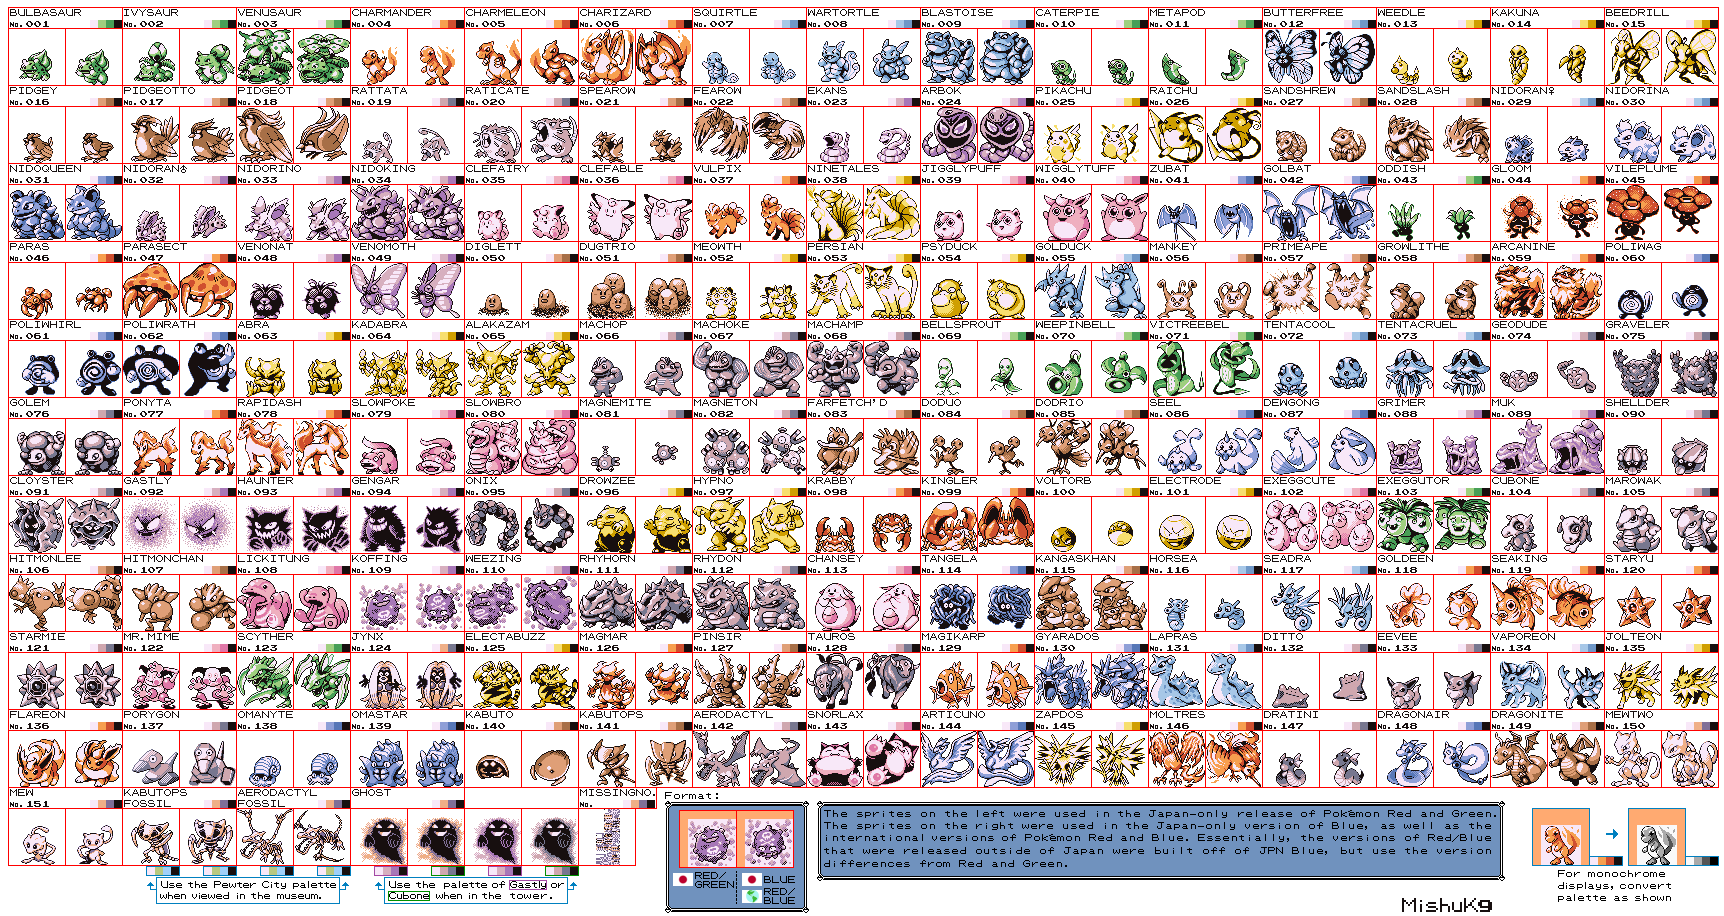 BULBASAUR IVYSAUR VENUSAUR CHARMANDER CHARMELEON CHARIZARD SQUIRTLE WARTORTLE BLASTOISE CATERPIE METAPOD BUTTERFREE WEEDLE KAKUNA BEEDRILL
No.001 No.002 No.003 No.004 No.005 No.006 No.007 No.008 No.009 No.010 No.011 No.012 No.013 No.014 No.015
PIDGEY PIDGEOTTO PIDGEOT RATTATA RATICATE SPEAROW FEAROW EKANS ARBOK PIKACHU RAICHU SANDSHREW SANDSLASH NIDORAN♀ NIDORINA
No.016 No.017 No.018 No.019 No.020 No.021 No.022 No.023 No.024 No.025 No.026 No.027 No.028 No.029 No.030
NIDOQUEEN NIDORAN♂ NIDORINO NIDOKING CLEFAIRY CLEFABLE VULPIX NINETALES JIGGLYPUFF WIGGLYTUFF ZUBAT GOLBAT ODDISH GLOOM VILEPLUME
No.031 No.032 No.033 No.034 No.035 No.036 No.037 No.038 No.039 No.040 No.041 No.042 No.043 No.044 No.045
PARAS PARASECT VENONAT VENOMOTH DIGLETT DUGTRIO MEOWTH PERSIAN PSYDUCK GOLDUCK MANKEY PRIMEAPE GROWLITHE ARCANINE POLIWAG
No.046 No.047 No.048 No.049 No.050 No.051 No.052 No.053 No.054 No.055 No.056 No.057 No.058 No.059 No.060
POLIWHIRL POLIWRATH ABRA KADABRA ALAKAZAM MACHOP MACHOKE MACHAMP BELLSPROUT WEEPINBELL VICTREEBEL TENTACOOL TENTACRUEL GEODUDE GRAVELER
No.061 No.062 No.063 No.064 No.065 No.066 No.067 No.068 No.069 No.070 No.071 No.072 No.073 No.074 No.075
GOLEM PONYTA RAPIDASH SLOWPOKE SLOWBRO MAGNEMITE MAGNETON FARFETCH'D DODUO DODRIO SEEL DEWGONG GRIMER MUK SHELLDER
No.076 No.077 No.078 No.079 No.080 No.081 No.082 No.083 No.084 No.085 No.086 No.087 No.088 No.089 No.090
CLOYSTER GASTLY HAUNTER GENGAR ONIX DROWZEE HYPNO KRABBY KINGLER VOLTORB ELECTRODE EXEGGCUTE EXEGGUTOR CUBONE MAROWAK
No.091 No.092 No.093 No.094 No.095 No.096 No.097 No.098 No.099 No.100 No.101 No.102 No.103 No.104 No.105
HITMONLEE HITMONCHAN LICKITUNG KOFFING WEEZING RHYHORN RHYDON CHANSEY TANGELA KANGASKHAN HORSEA SEADRA GOLDEEN SEAKING STARYU
No.106 No.107 No.108 No.109 No.110 No.111 No.112 No.113 No.114 No.115 No.116 No.117 No.118 No.119 No.120
STARMIE MR.MIME SCYTHER JYNX ELECTABUZZ MAGMAR PINSIR TAUROS MAGIKARP GYARADOS LAPRAS DITTO EEVEE VAPOREON JOLTEON
No.121 No.122 No.123 No.124 No.125 No.126 No.127 No.128 No.129 No.130 No.131 No.132 No.133 No.134 No.135
FLAREON PORYGON OMANYTE OMASTAR KABUTO KABUTOPS AERODACTYL SNORLAX ARTICUNO ZAPDOS MOLTRES DRATINI DRAGONAIR DRAGONITE MEWTWO
No.136 No.137 No.138 No.139 No.140 No.141 No.142 No.143 No.144 No.145 No.146 No.147 No.148 No.149 No.150
MEW KABUTOPS AERODACTYL GHOST MISSINGNO.
No.151 FOSSIL FOSSIL No.
Format:
The sprites on the left were used in the Japan-only release of Pokémon Red and Green.
The sprites on the right were used in the Japan-only version of Blue, as well as the
international versions of Pokémon Red and Blue. Essentially, the versions of Red/Blue
that were released outside of Japan were built off of JPN Blue, but use the version
differences from Red and Green.
RED/
GREEN
BLUE
RED/
BLUE
Use the Pewter City palette
when viewed in the museum.
Use the palette of Gastly or
Cubone when in the tower.
For monochrome
displays, convert
palette as shown
MishuK9